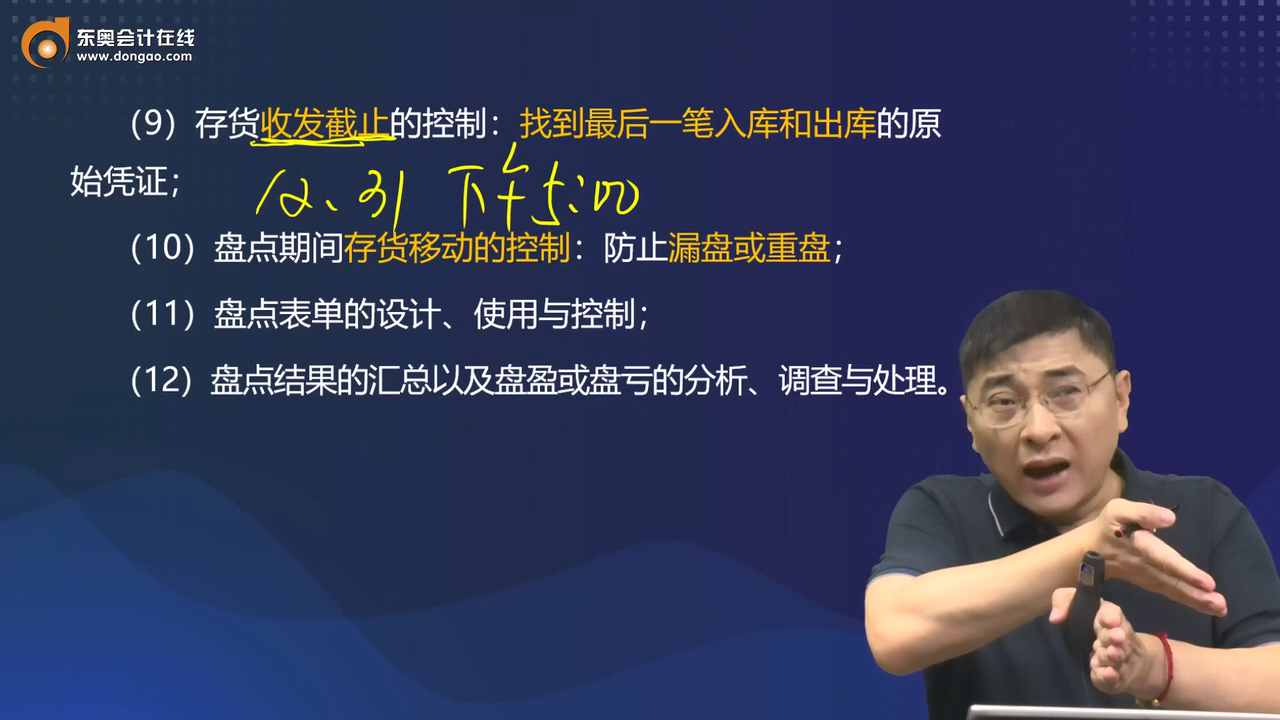 东奥会计在线
www.dongao.com
（9）存货收发截止的控制：找到最后一笔入库和出库的原
始凭证；
12、31 下午5:00
（10）盘点期间存货移动的控制：防止漏盘或重盘；
（11）盘点表单的设计、使用与控制；
（12）盘点结果的汇总以及盘盈或盘亏的分析、调查与处理。